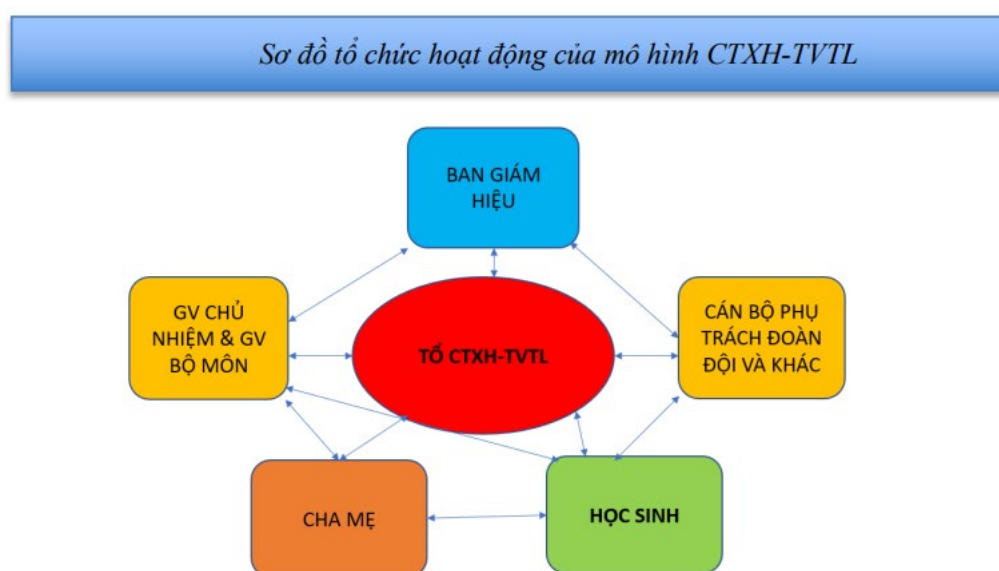 Sơ đồ tổ chức hoạt động của mô hình CTXH-TVTL
BAN GIÁM
HIỆU
GV CHỦ
NHIỆM & GV
BỘ MÔN
TỔ CTXH-TVTL
CÁN BỘ PHỤ
TRÁCH ĐOÀN
ĐỘI VÀ KHÁC
CHA MẸ
HỌC SINH